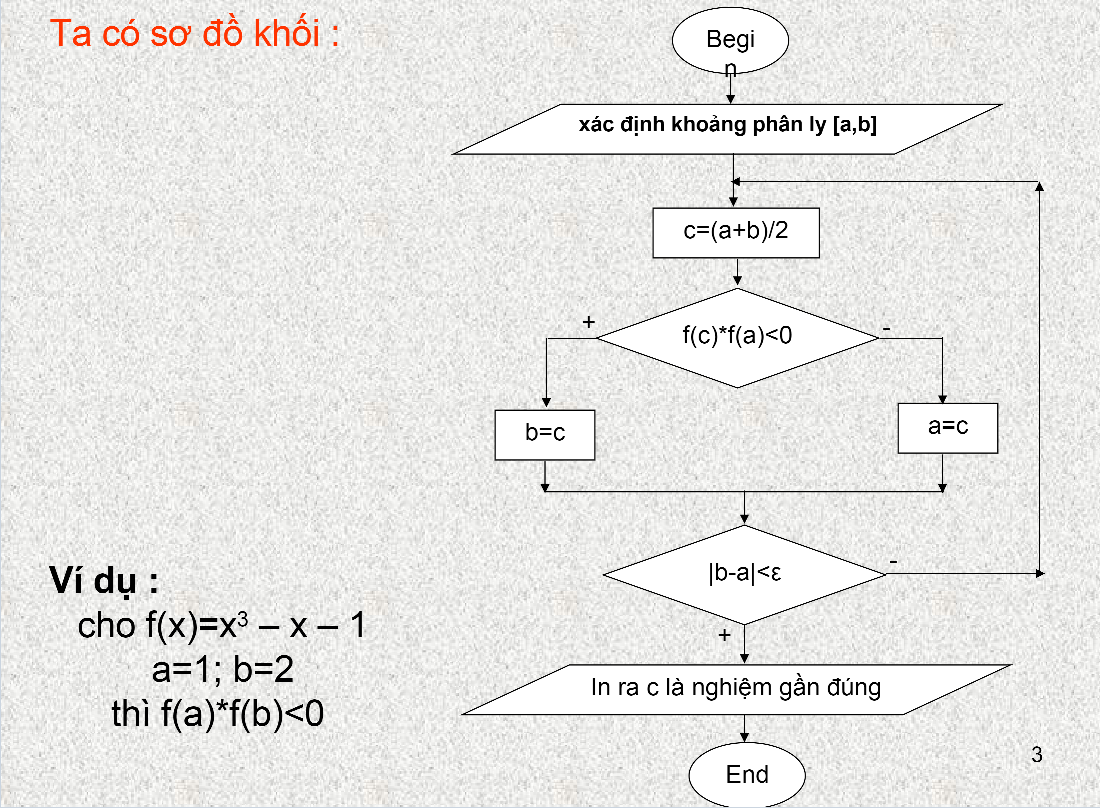 Ta có sơ đồ khối :
Begi
n
xác định khoảng phân ly [a,b]
c=(a+b)/2
+
f(c)*f(a)<0
-
b=c
a=c
|b-a|<ε
-
+
In ra c là nghiệm gần đúng
End
Ví dụ :
cho f(x)=x³ – x – 1
a=1; b=2
thì f(a)*f(b)<0
3